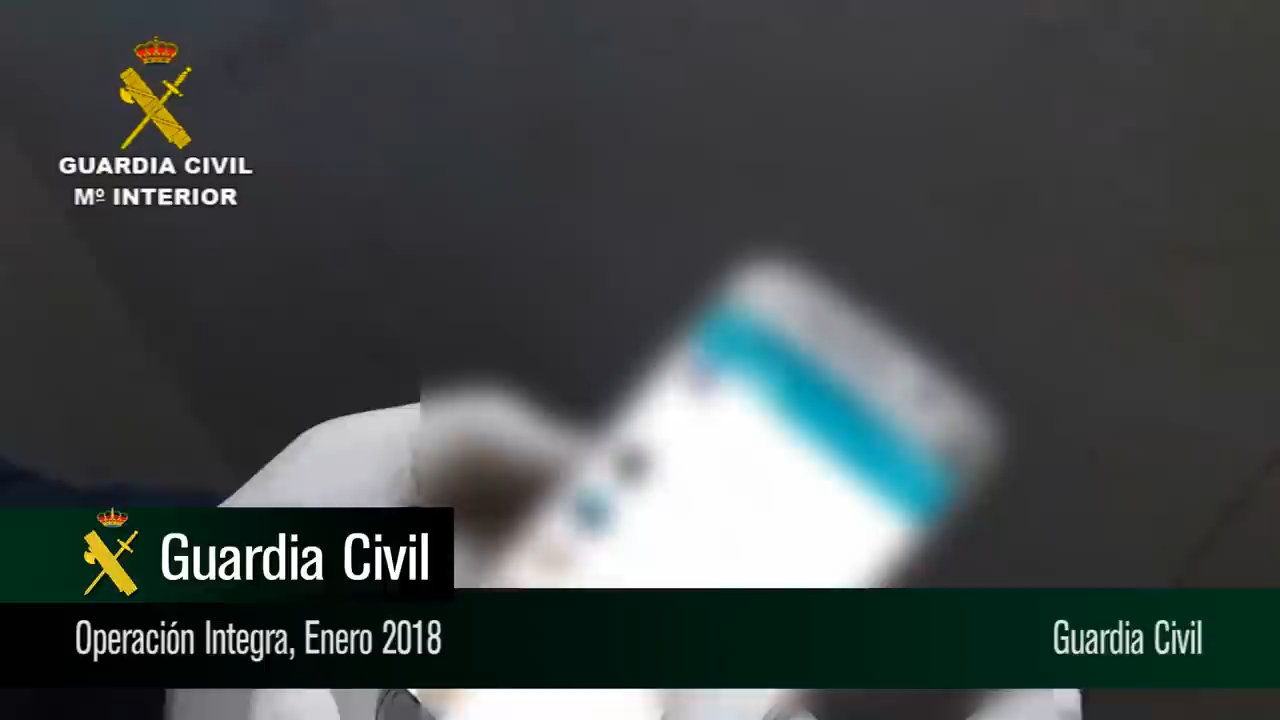 GUARDIA CIVIL
Mº INTERIOR
Guardia Civil
Operación Integra, Enero 2018
Guardia Civil